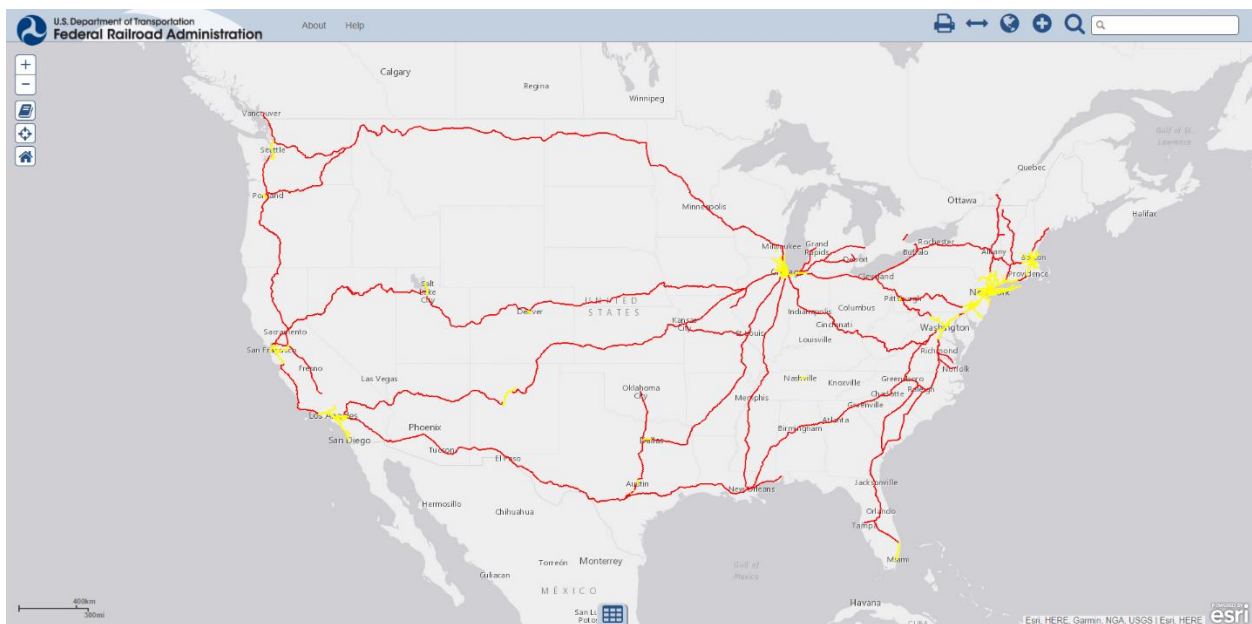 U.S. Department of Transportation
Federal Railroad Administration
About Help
Calgary
Regina
Winnipeg
Vancouver
Seattle
Portland
Quebec
Ottawa
Gulf of St. Lawrence
Halifax
Minneapolis
Milwaukee
Grand Rapids
Detroit
Rochester
Buffalo
Albany
Boston
Providence
Cleveland
New York
Pittsburgh
Salt Lake City
Denver
UNITED STATES
Kansas City
St Louis
Indianapolis
Columbus
Cincinnati
Louisville
Washington
Richmond
Norfolk
Sacramento
San Francisco
Fresno
Las Vegas
Oklahoma City
Nashville
Knoxville
Greensboro
Raleigh
Charlotte
Greenville
Memphis
Atlanta
Birmingham
Los Angeles
San Diego
Phoenix
Tucson
El Paso
Dallas
Austin
New Orleans
Jacksonville
Orlando
Tampa
Miami
Hermosillo
Chihuahua
Torreón
Monterrey
Culiacan
Gulf of Mexico
MÉXICO
Havana
CUBA
400km
300mi
Esri, HERE, Garmin, NGA, USGS | Esri, HERE
POWERED BY
esri